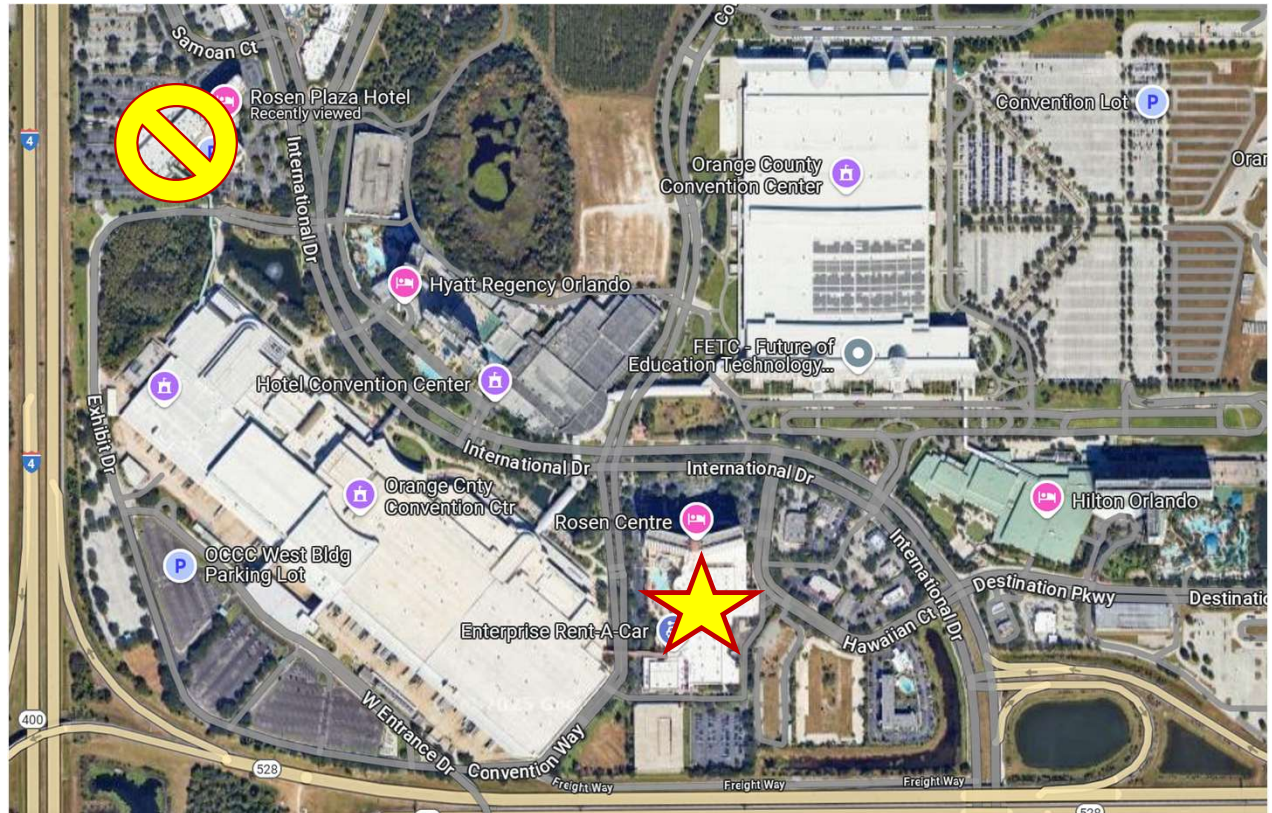 Samoan Ct
Rosen Plaza Hotel
Recently viewed
International Dr
4
Co
Convention Lot
P
Orange County
Convention Center
Orar
Hyatt Regency Orlando
FETC - Future of
Education Technology...
Hotel Convention Center
Exhibit Dr
International Dr
International Dr
4
Orange Cnty
Convention Ctr
Rosen Centre
Hilton Orlando
P
OCCC West Bldg
Parking Lot
International Dr
Destination Pkwy
Destinatio
Enterprise Rent-A-Car
Hawaiian Ct
400
W Entrance Dr
528
Convention Way
Freight Way
Freight Way
Freight Way
528